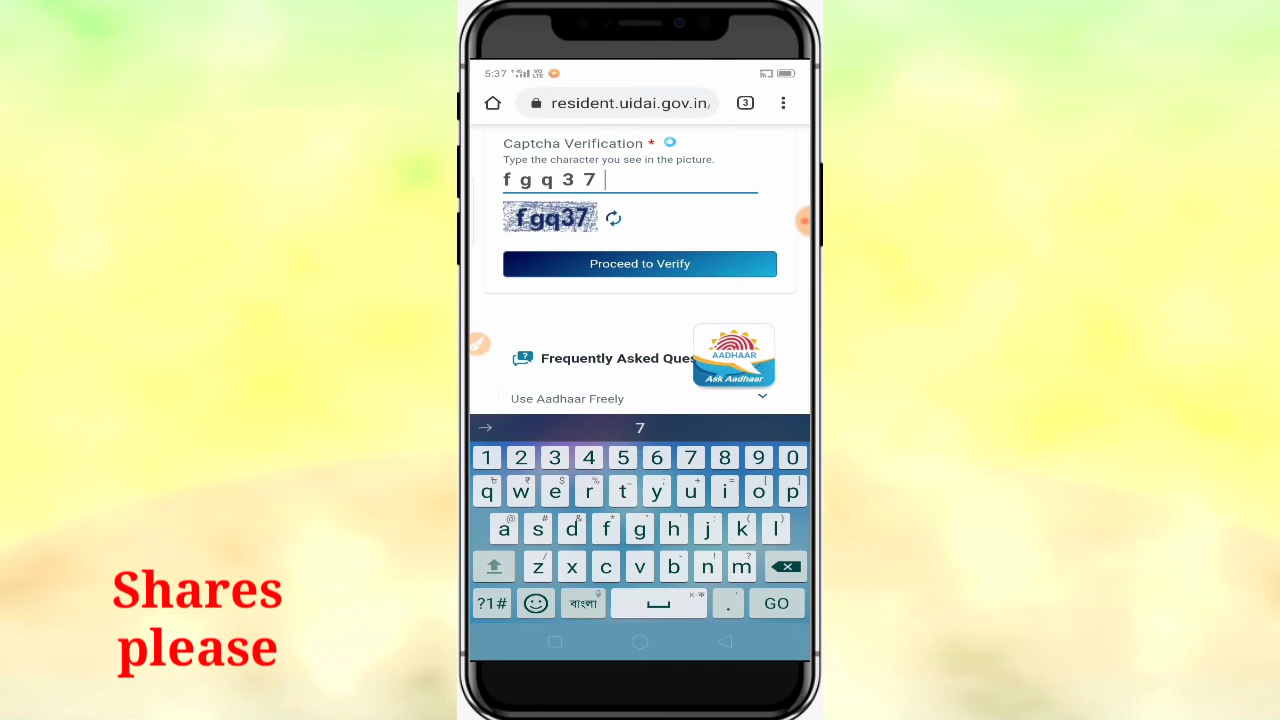 5:37
resident.uidai.gov.in/
3
Captcha Verification *
Type the character you see in the picture.
f g q 3 7
fgq37
Proceed to Verify
Frequently Asked Ques
AADHAAR
Ask Aadhaar
Use Aadhaar Freely
7
1 2 3 4 5 6 7 8 9 0
q w e r t y u i o p
a s d f g h j k l
z x c v b n m
?1# বাংলা . GO
Shares
please